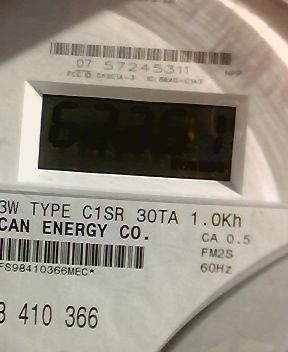 07 57245311
3W TYPE C1SR 30TA 1.0Kh
CAN ENERGY CO.
CA 0.5
FM2S
60Hz
FS98410366MEC*
8 410 366